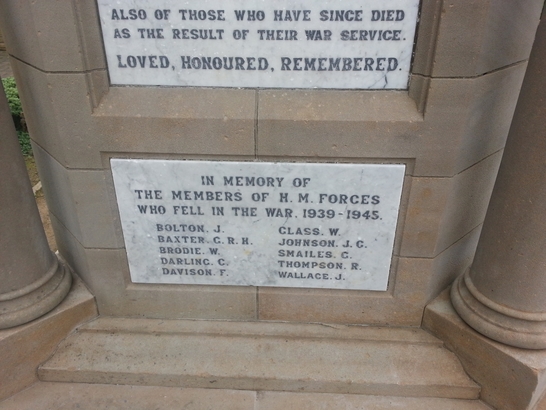 ALSO OF THOSE WHO HAVE SINCE DIED
AS THE RESULT OF THEIR WAR SERVICE.
LOVED, HONOURED, REMEMBERED.
IN MEMORY OF
THE MEMBERS OF H.M. FORCES
WHO FELL IN THE WAR. 1939-1945.
BOLTON. J.
BAXTER. C.R.H.
BRODIE. W.
DARLING. C.
DAVISON. F.
GLASS. W.
JOHNSON. J.G.
SMAILES. C.
THOMPSON. R.
WALLACE. J.